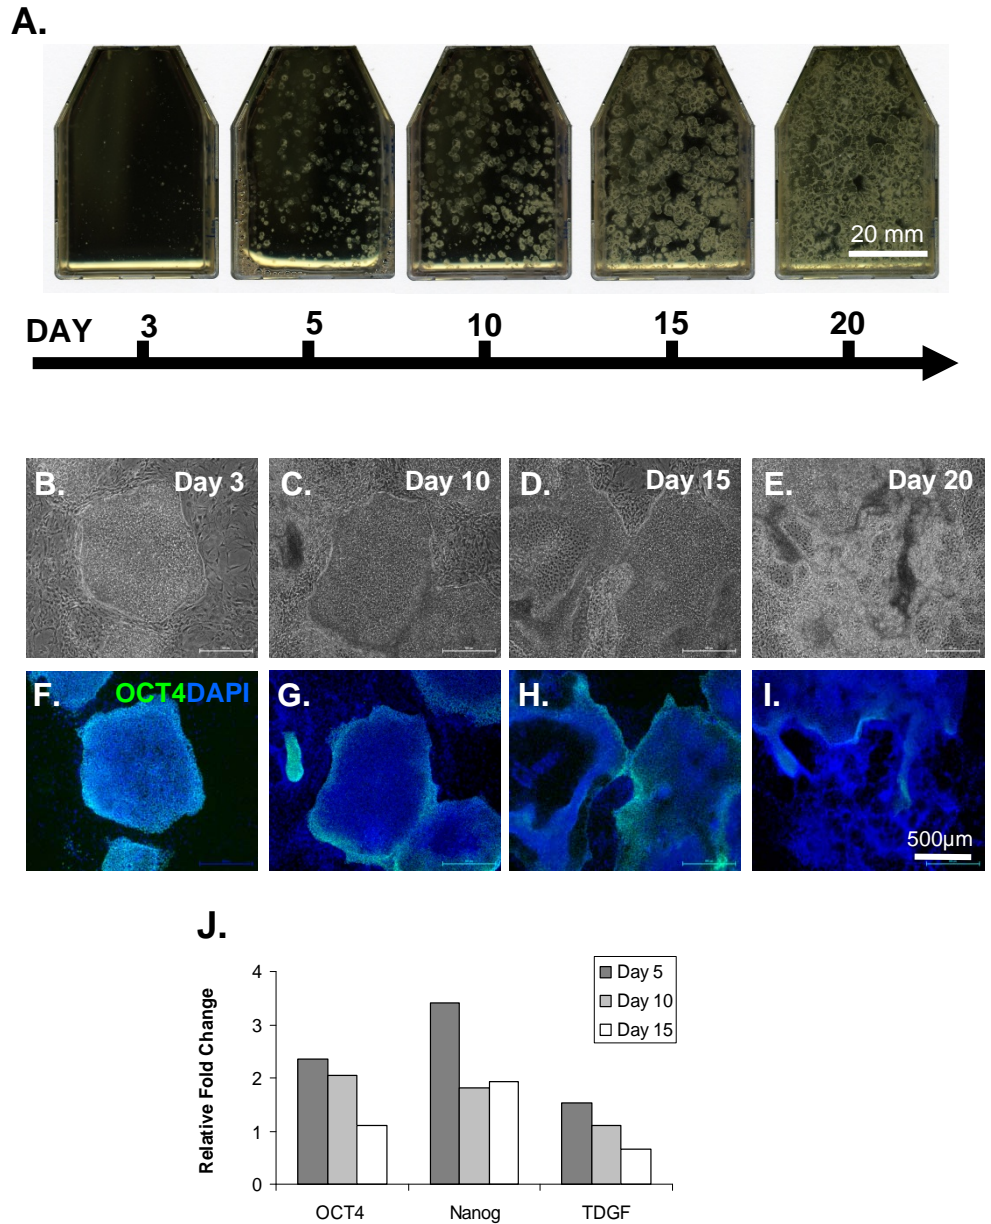 A.
20 mm
DAY 3 5 10 15 20
B. Day 3
C. Day 10
D. Day 15
E. Day 20
F. OCT4DAPI
G.
H.
I.
500µm
J.
Relative Fold Change
4
3
2
1
0
Day 5
Day 10
Day 15
OCT4 Nanog TDGF